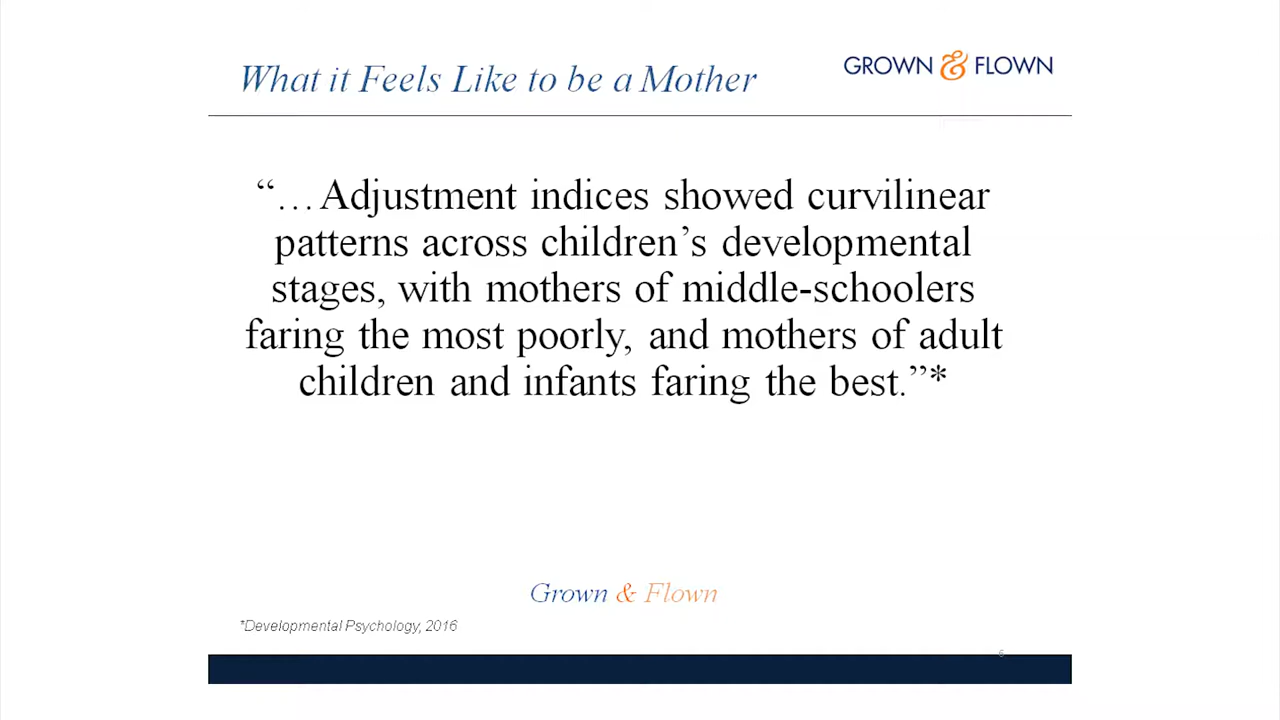 What it Feels Like to be a Mother
GROWN & FLOWN
“…Adjustment indices showed curvilinear
patterns across children’s developmental
stages, with mothers of middle-schoolers
faring the most poorly, and mothers of adult
children and infants faring the best.”*
Grown & Flown
*Developmental Psychology, 2016
6